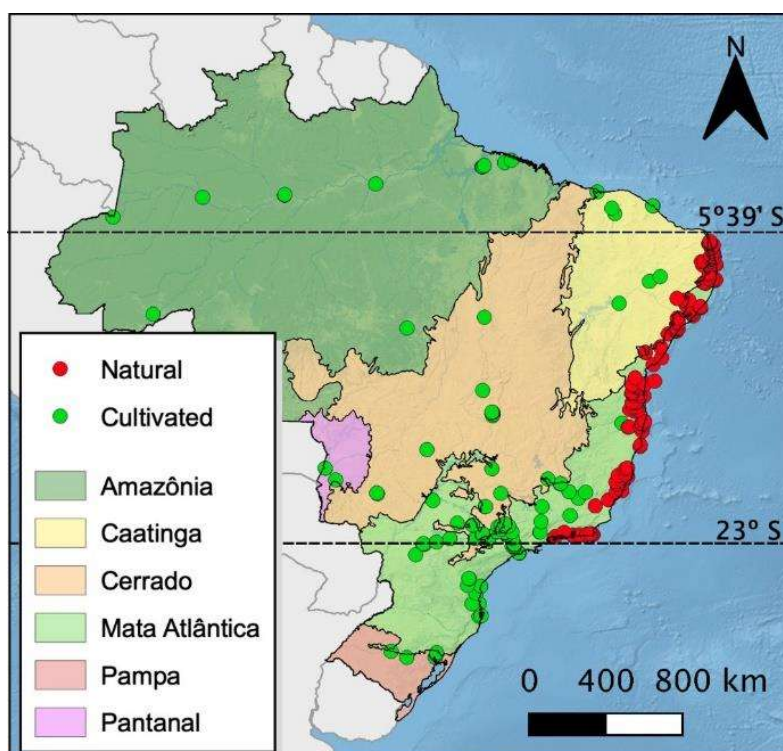 N
5°39' S
23° S
Natural
Cultivated
Amazônia
Caatinga
Cerrado
Mata Atlântica
Pampa
Pantanal
0 400 800 km